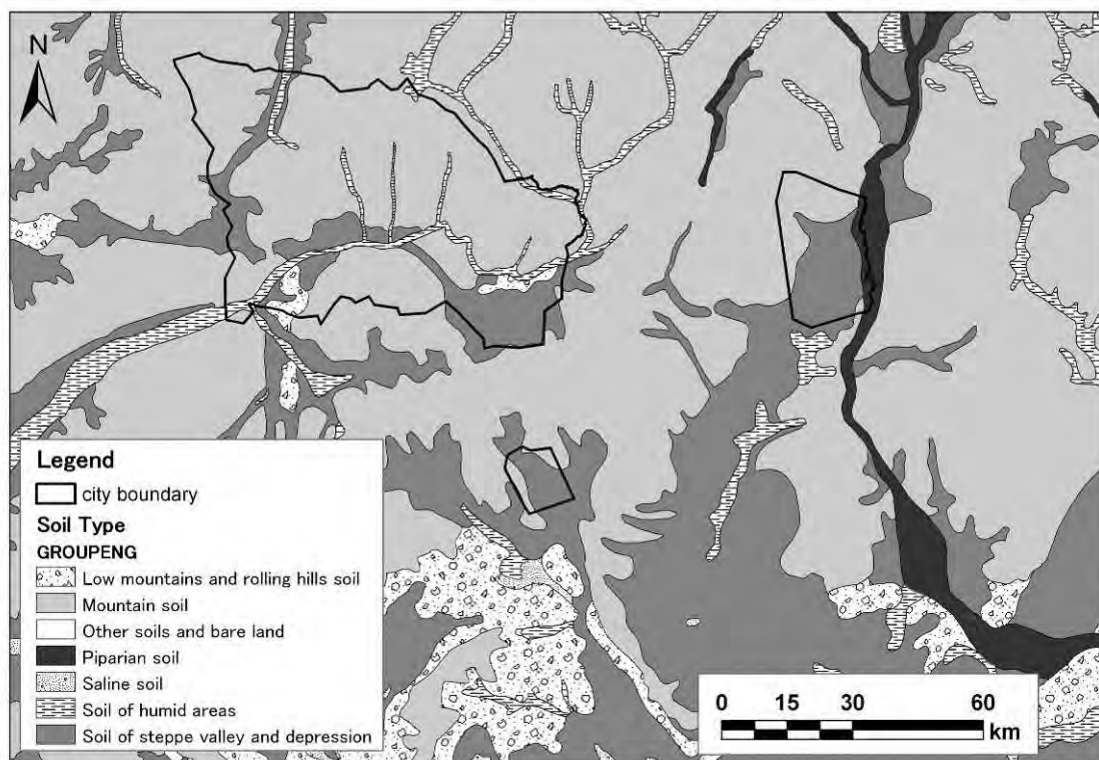 N
Legend
city boundary
Soil Type
GROUPENG
Low mountains and rolling hills soil
Mountain soil
Other soils and bare land
Piparian soil
Saline soil
Soil of humid areas
Soil of steppe valley and depression
0 15 30 60
km